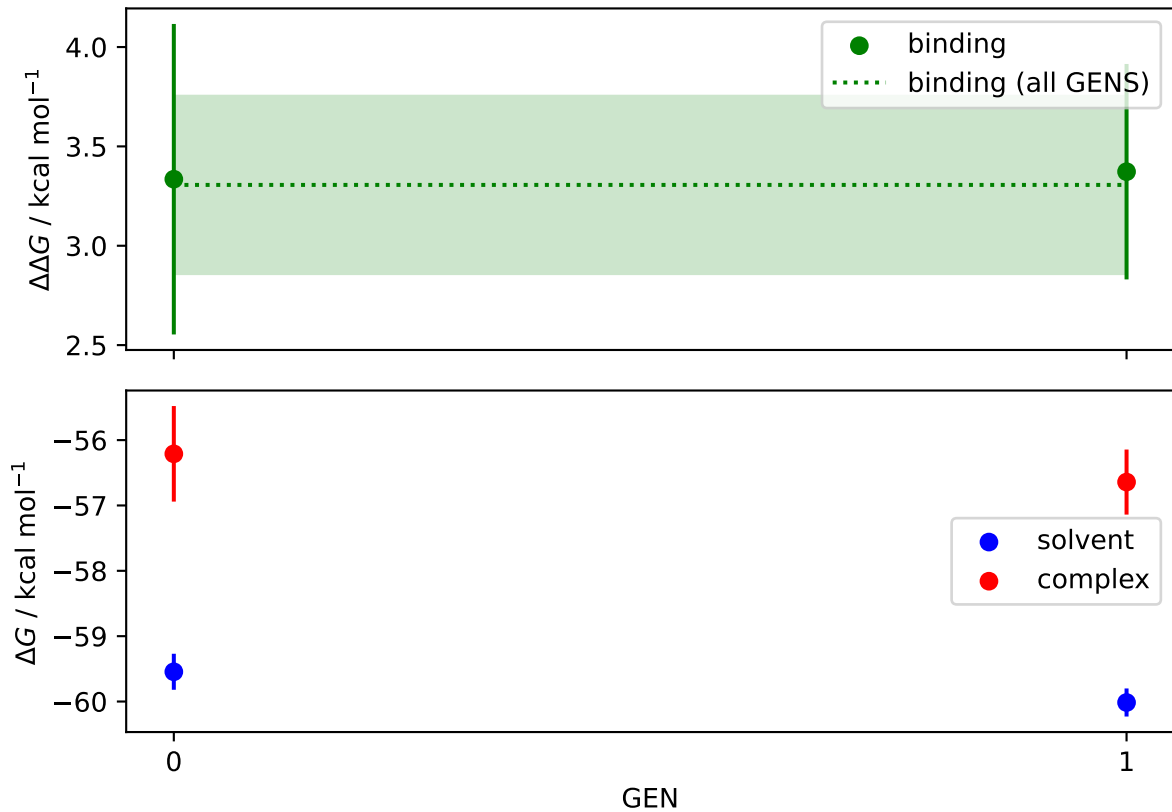 4.0
3.5
3.0
2.5
ΔΔG / kcal mol⁻¹
binding
binding (all GENS)
−56
−57
−58
−59
−60
ΔG / kcal mol⁻¹
solvent
complex
0
1
GEN